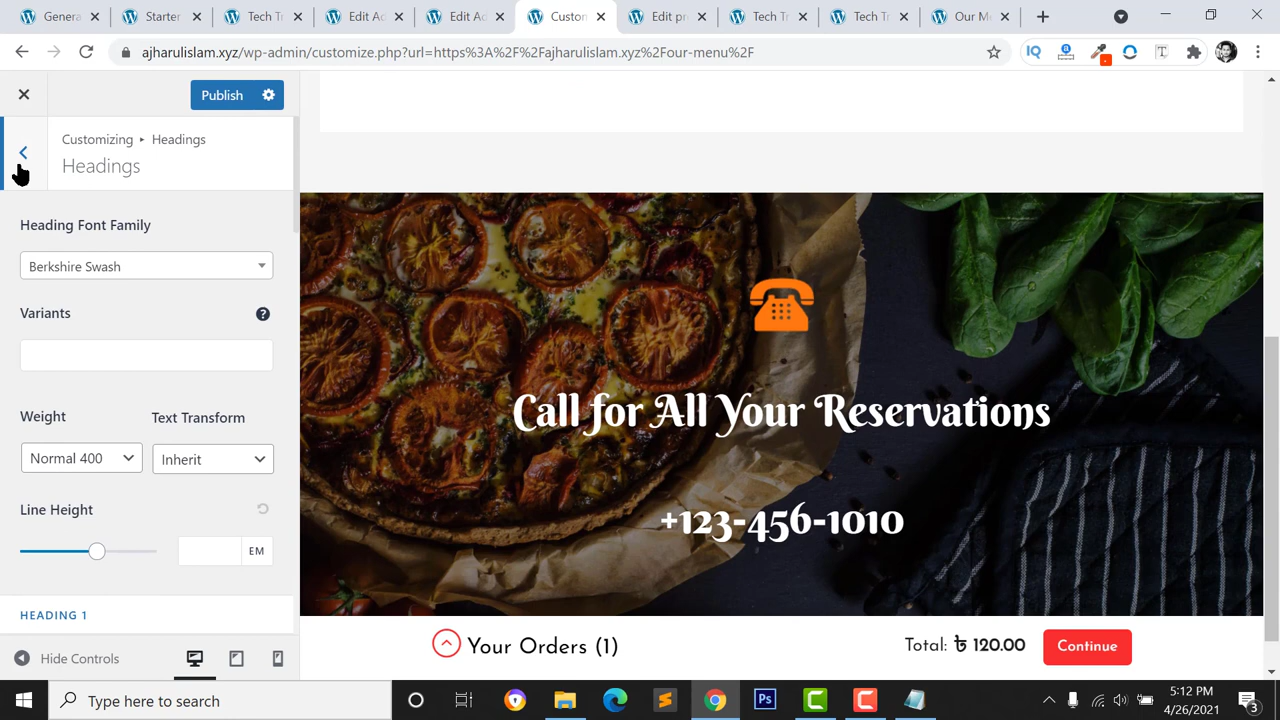 Genera
Starter
Tech Tr
Edit Ad
Edit Ad
Custon
Edit pr
Tech Tr
Tech Tr
Our Me
ajharulislam.xyz/wp-admin/customize.php?url=https%3A%2F%2Fajharulislam.xyz%2Four-menu%2F
Publish
Customizing ▸ Headings
Headings
Heading Font Family
Berkshire Swash
Variants
Weight
Text Transform
Normal 400
Inherit
Line Height
EM
HEADING 1
Hide Controls
Call for All Your Reservations
+123-456-1010
Your Orders (1)
Total: ৳ 120.00
Continue
Type here to search
5:12 PM
4/26/2021
3